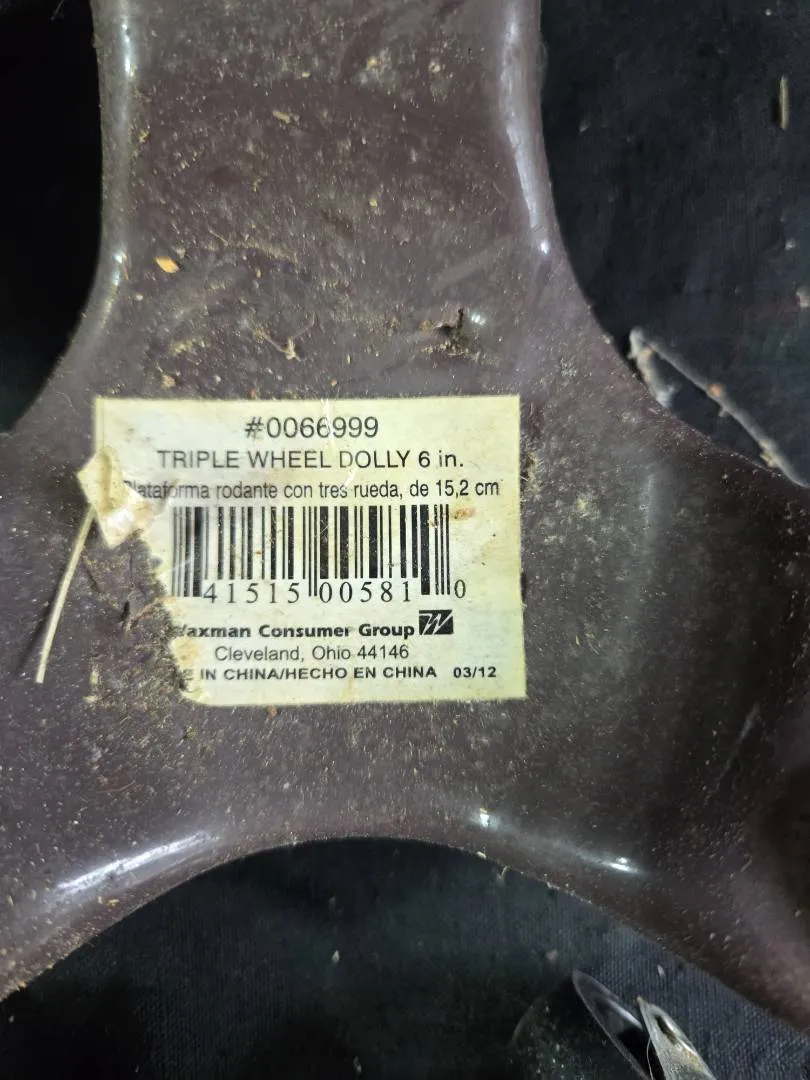 #0066999
TRIPLE WHEEL DOLLY 6 in.
rodante con tres rueda, de 15,2 cm
41515 00581 0
Consumer Group
Cleveland, Ohio 44146
IN CHINA/HECHO EN CHINA 03/12